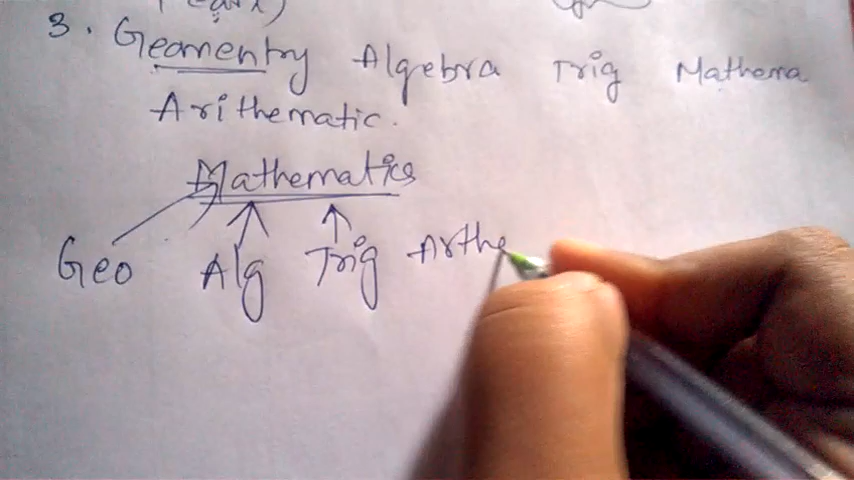 3. Geomentry Algebra Trig Mathema
Arithematic.
Mathematics
Geo Alg Trig Arthe